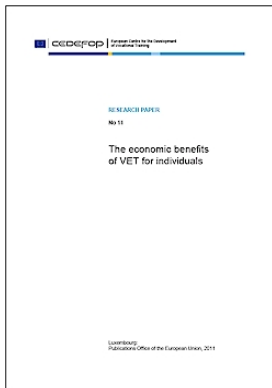 CEDEFOP
European Centre for the Development
of Vocational Training
RESEARCH PAPER
No 11
The economic benefits
of VET for individuals
Luxembourg:
Publications Office of the European Union, 2011